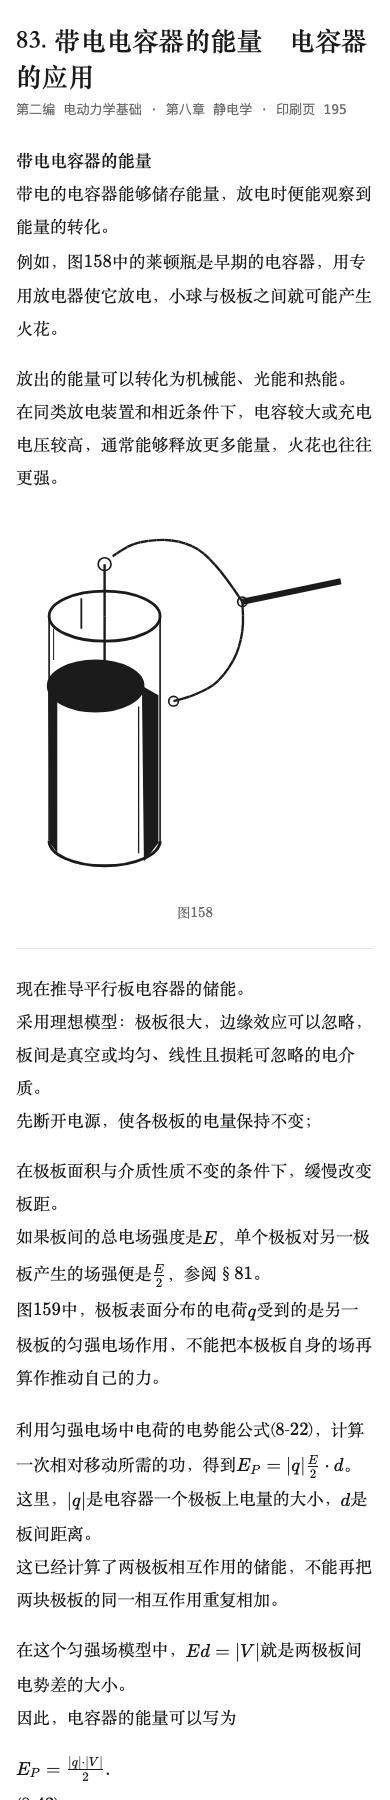 83. 带电电容器的能量　电容器
的应用
第二编 电动力学基础 · 第八章 静电学 · 印刷页 195
带电电容器的能量
带电的电容器能够储存能量，放电时便能观察到
能量的转化。
例如，图158中的莱顿瓶是早期的电容器，用专
用放电器使它放电，小球与极板之间就可能产生
火花。
放出的能量可以转化为机械能、光能和热能。
在同类放电装置和相近条件下，电容较大或充电
电压较高，通常能够释放更多能量，火花也往往
更强。
图158
现在推导平行板电容器的储能。
采用理想模型：极板很大，边缘效应可以忽略，
板间是真空或均匀、线性且损耗可忽略的电介
质。
先断开电源，使各极板的电量保持不变；
在极板面积与介质性质不变的条件下，缓慢改变
板距。
如果板间的总电场强度是E，单个极板对另一极
板产生的场强便是E/2，参阅 § 81。
图159中，极板表面分布的电荷q受到的是另一
极板的匀强电场作用，不能把本极板自身的场再
算作推动自己的力。
利用匀强电场中电荷的电势能公式(8-22)，计算
一次相对移动所需的功，得到E_P = |q| E/2 · d。
这里，|q|是电容器一个极板上电量的大小，d是
板间距离。
这已经计算了两极板相互作用的储能，不能再把
两块极板的同一相互作用重复相加。
在这个匀强场模型中，Ed = |V|就是两极板间
电势差的大小。
因此，电容器的能量可以写为
E_P = |q|·|V|/2 .